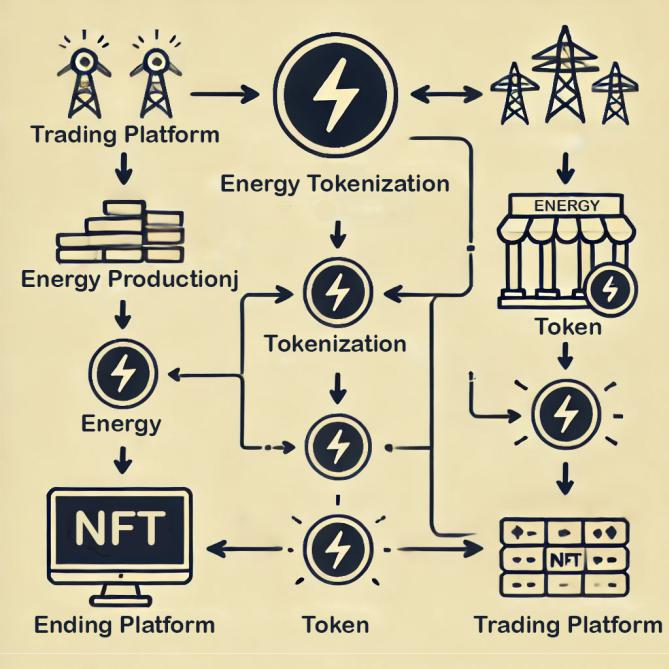 Trading Platform
Energy Tokenization
ENERGY
Energy Productionj
Token
Tokenization
Energy
NFT
NFT
Ending Platform
Token
Trading Platform